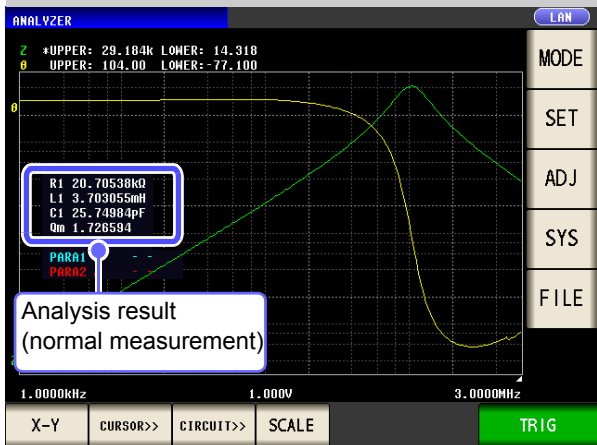 ANALYZER
LAN
Z *UPPER: 29.184k LOWER: 14.318
θ UPPER: 104.00 LOWER:-77.100
θ
R1 20.70538kΩ
L1 3.703055mH
C1 25.74984pF
Qm 1.726594
PARA1 - -
PARA2 - -
Analysis result
(normal measurement)
Z
1.0000kHz 1.000V 3.0000MHz
MODE
SET
ADJ
SYS
FILE
X-Y CURSOR>> CIRCUIT>> SCALE TRIG